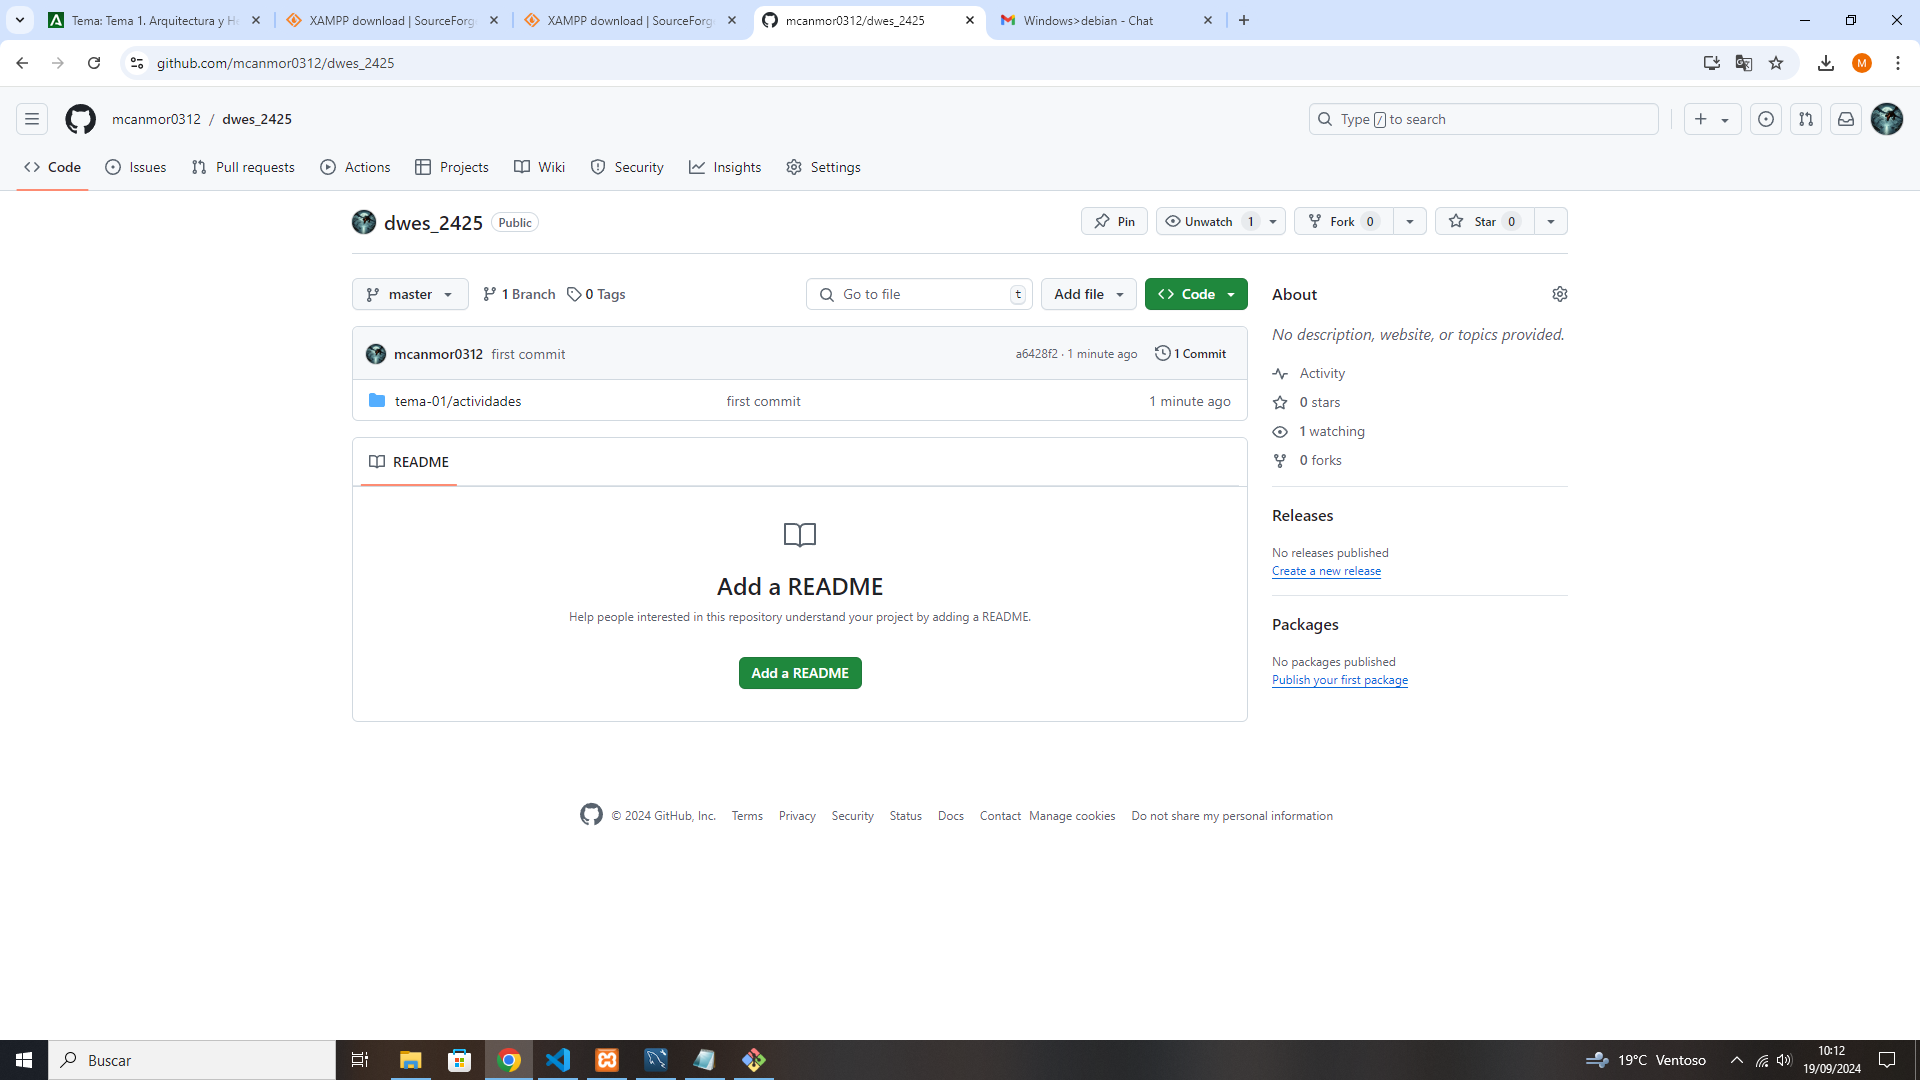 Tema: Tema 1. Arquitectura y He
XAMPP download | SourceForge
XAMPP download | SourceForge
mcanmor0312/dwes_2425
Windows>debian - Chat
github.com/mcanmor0312/dwes_2425
M
mcanmor0312 / dwes_2425
Type / to search
Code
Issues
Pull requests
Actions
Projects
Wiki
Security
Insights
Settings
dwes_2425
Public
Pin
Unwatch 1
Fork 0
Star 0
master
1 Branch
0 Tags
Go to file
t
Add file
Code
About
No description, website, or topics provided.
mcanmor0312 first commit
a6428f2 · 1 minute ago
1 Commit
tema-01/actividades
first commit
1 minute ago
Activity
0 stars
1 watching
0 forks
README
Add a README
Help people interested in this repository understand your project by adding a README.
Add a README
Releases
No releases published
Create a new release
Packages
No packages published
Publish your first package
© 2024 GitHub, Inc. Terms Privacy Security Status Docs Contact Manage cookies Do not share my personal information
Buscar
19°C Ventoso
10:12
19/09/2024